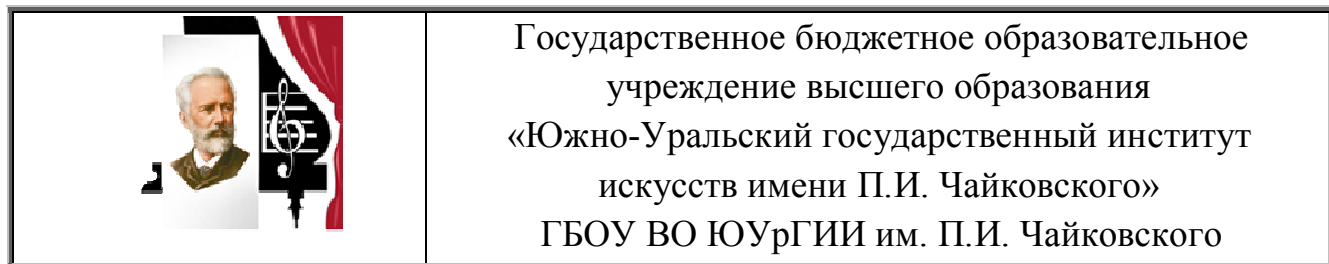 Государственное бюджетное образовательное
учреждение высшего образования
«Южно-Уральский государственный институт
искусств имени П.И. Чайковского»
ГБОУ ВО ЮУрГИИ им. П.И. Чайковского